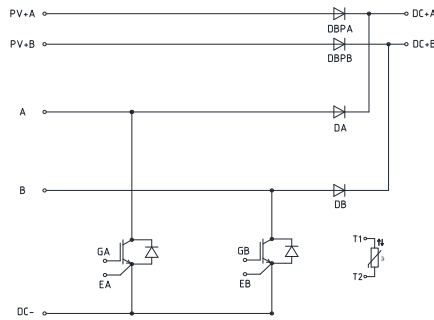 PV+A DC+A
DBPA
PV+B DC+B
DBPB
A
DA
B
DB
GA
EA
GB
EB
T1
T2
DC-